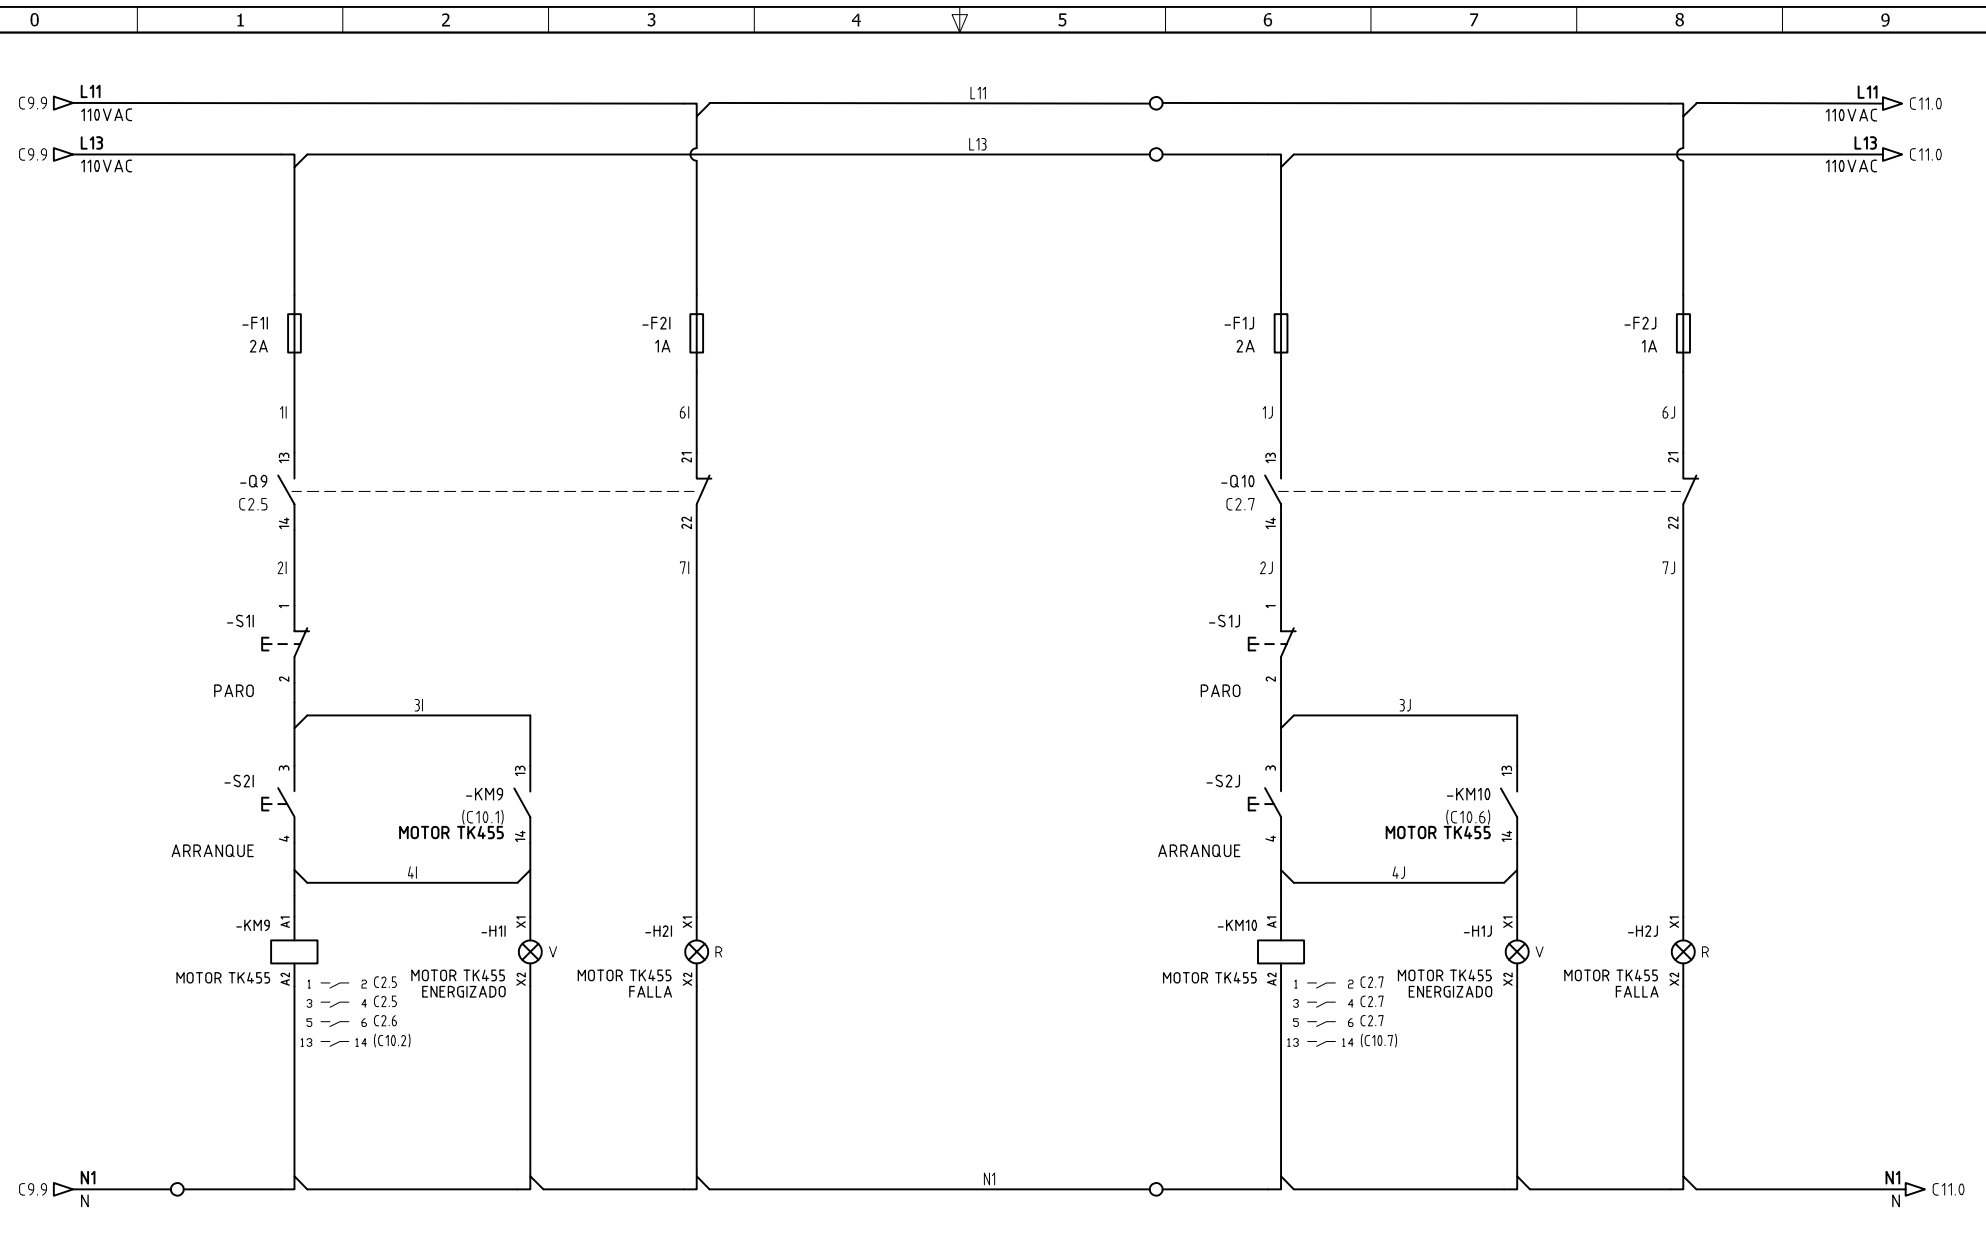 0 1 2 3 4 5 6 7 8 9
C9.9 L11 L11 L11 C11.0
110VAC 110VAC
C9.9 L13 L13 L13 C11.0
110VAC 110VAC
-F1I -F2I -F1J -F2J
2A 1A 2A 1A
1I 6I 1J 6J
13 21 13 21
-Q9 -Q10
C2.5 C2.7
14 22 14 22
2I 7I 2J 7J
1 1
-S1I -S1J
E E
2 2
PARO PARO
3I 3J
3 13 3 13
-S2I -S2J
-KM9 -KM10
E E
(C10.1) (C10.6)
MOTOR TK455 MOTOR TK455
4 14 4 14
ARRANQUE ARRANQUE
4I 4J
-KM9 A1 -H1I X1 -H2I X1 -KM10 A1 -H1J X1 -H2J X1
V R V R
MOTOR TK455 A2 MOTOR TK455 X2 MOTOR TK455 X2 MOTOR TK455 A2 MOTOR TK455 X2 MOTOR TK455 X2
ENERGIZADO FALLA ENERGIZADO FALLA
1 2 C2.5 1 2 C2.7
3 4 C2.5 3 4 C2.7
5 6 C2.6 5 6 C2.7
13 14 (C10.2) 13 14 (C10.7)
C9.9 N1 N1 N1 C11.0
N N